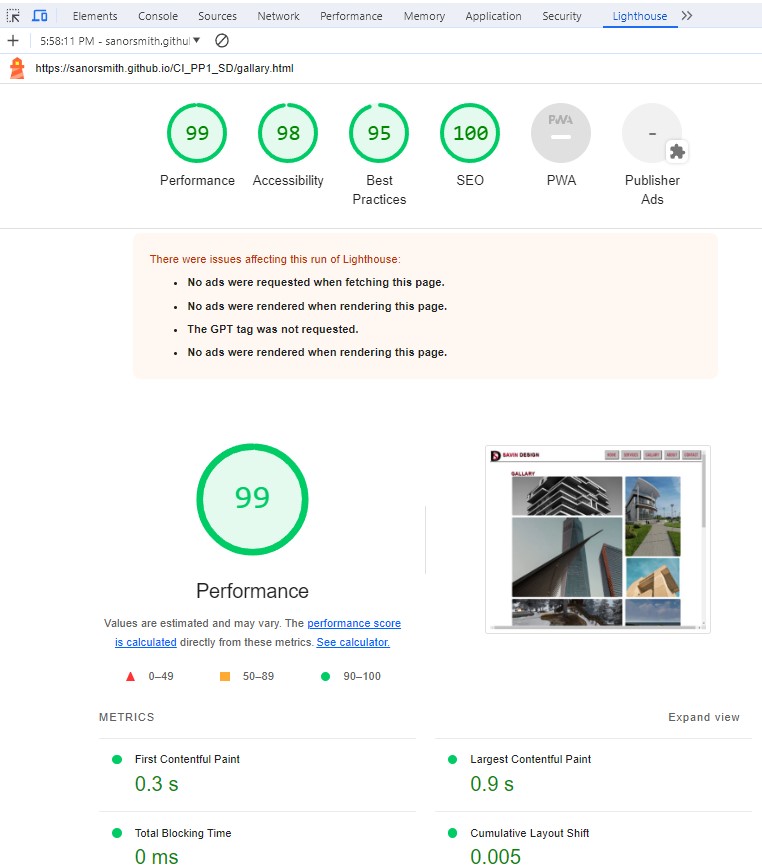 Elements Console Sources Network Performance Memory Application Security Lighthouse
5:58:11 PM - sanorsmith.githul
https://sanorsmith.github.io/CI_PP1_SD/gallary.html
99 98 95 100 PWA -
Performance Accessibility Best Practices SEO PWA Publisher Ads
There were issues affecting this run of Lighthouse:
No ads were requested when fetching this page.
No ads were rendered when rendering this page.
The GPT tag was not requested.
No ads were rendered when rendering this page.
SAVIN DESIGN HOME SERVICES GALLARY ABOUT CONTACT
GALLARY
99
Performance
Values are estimated and may vary. The performance score
is calculated directly from these metrics. See calculator.
0–49 50–89 90–100
METRICS Expand view
First Contentful Paint Largest Contentful Paint
0.3 s 0.9 s
Total Blocking Time Cumulative Layout Shift
0 ms 0.005